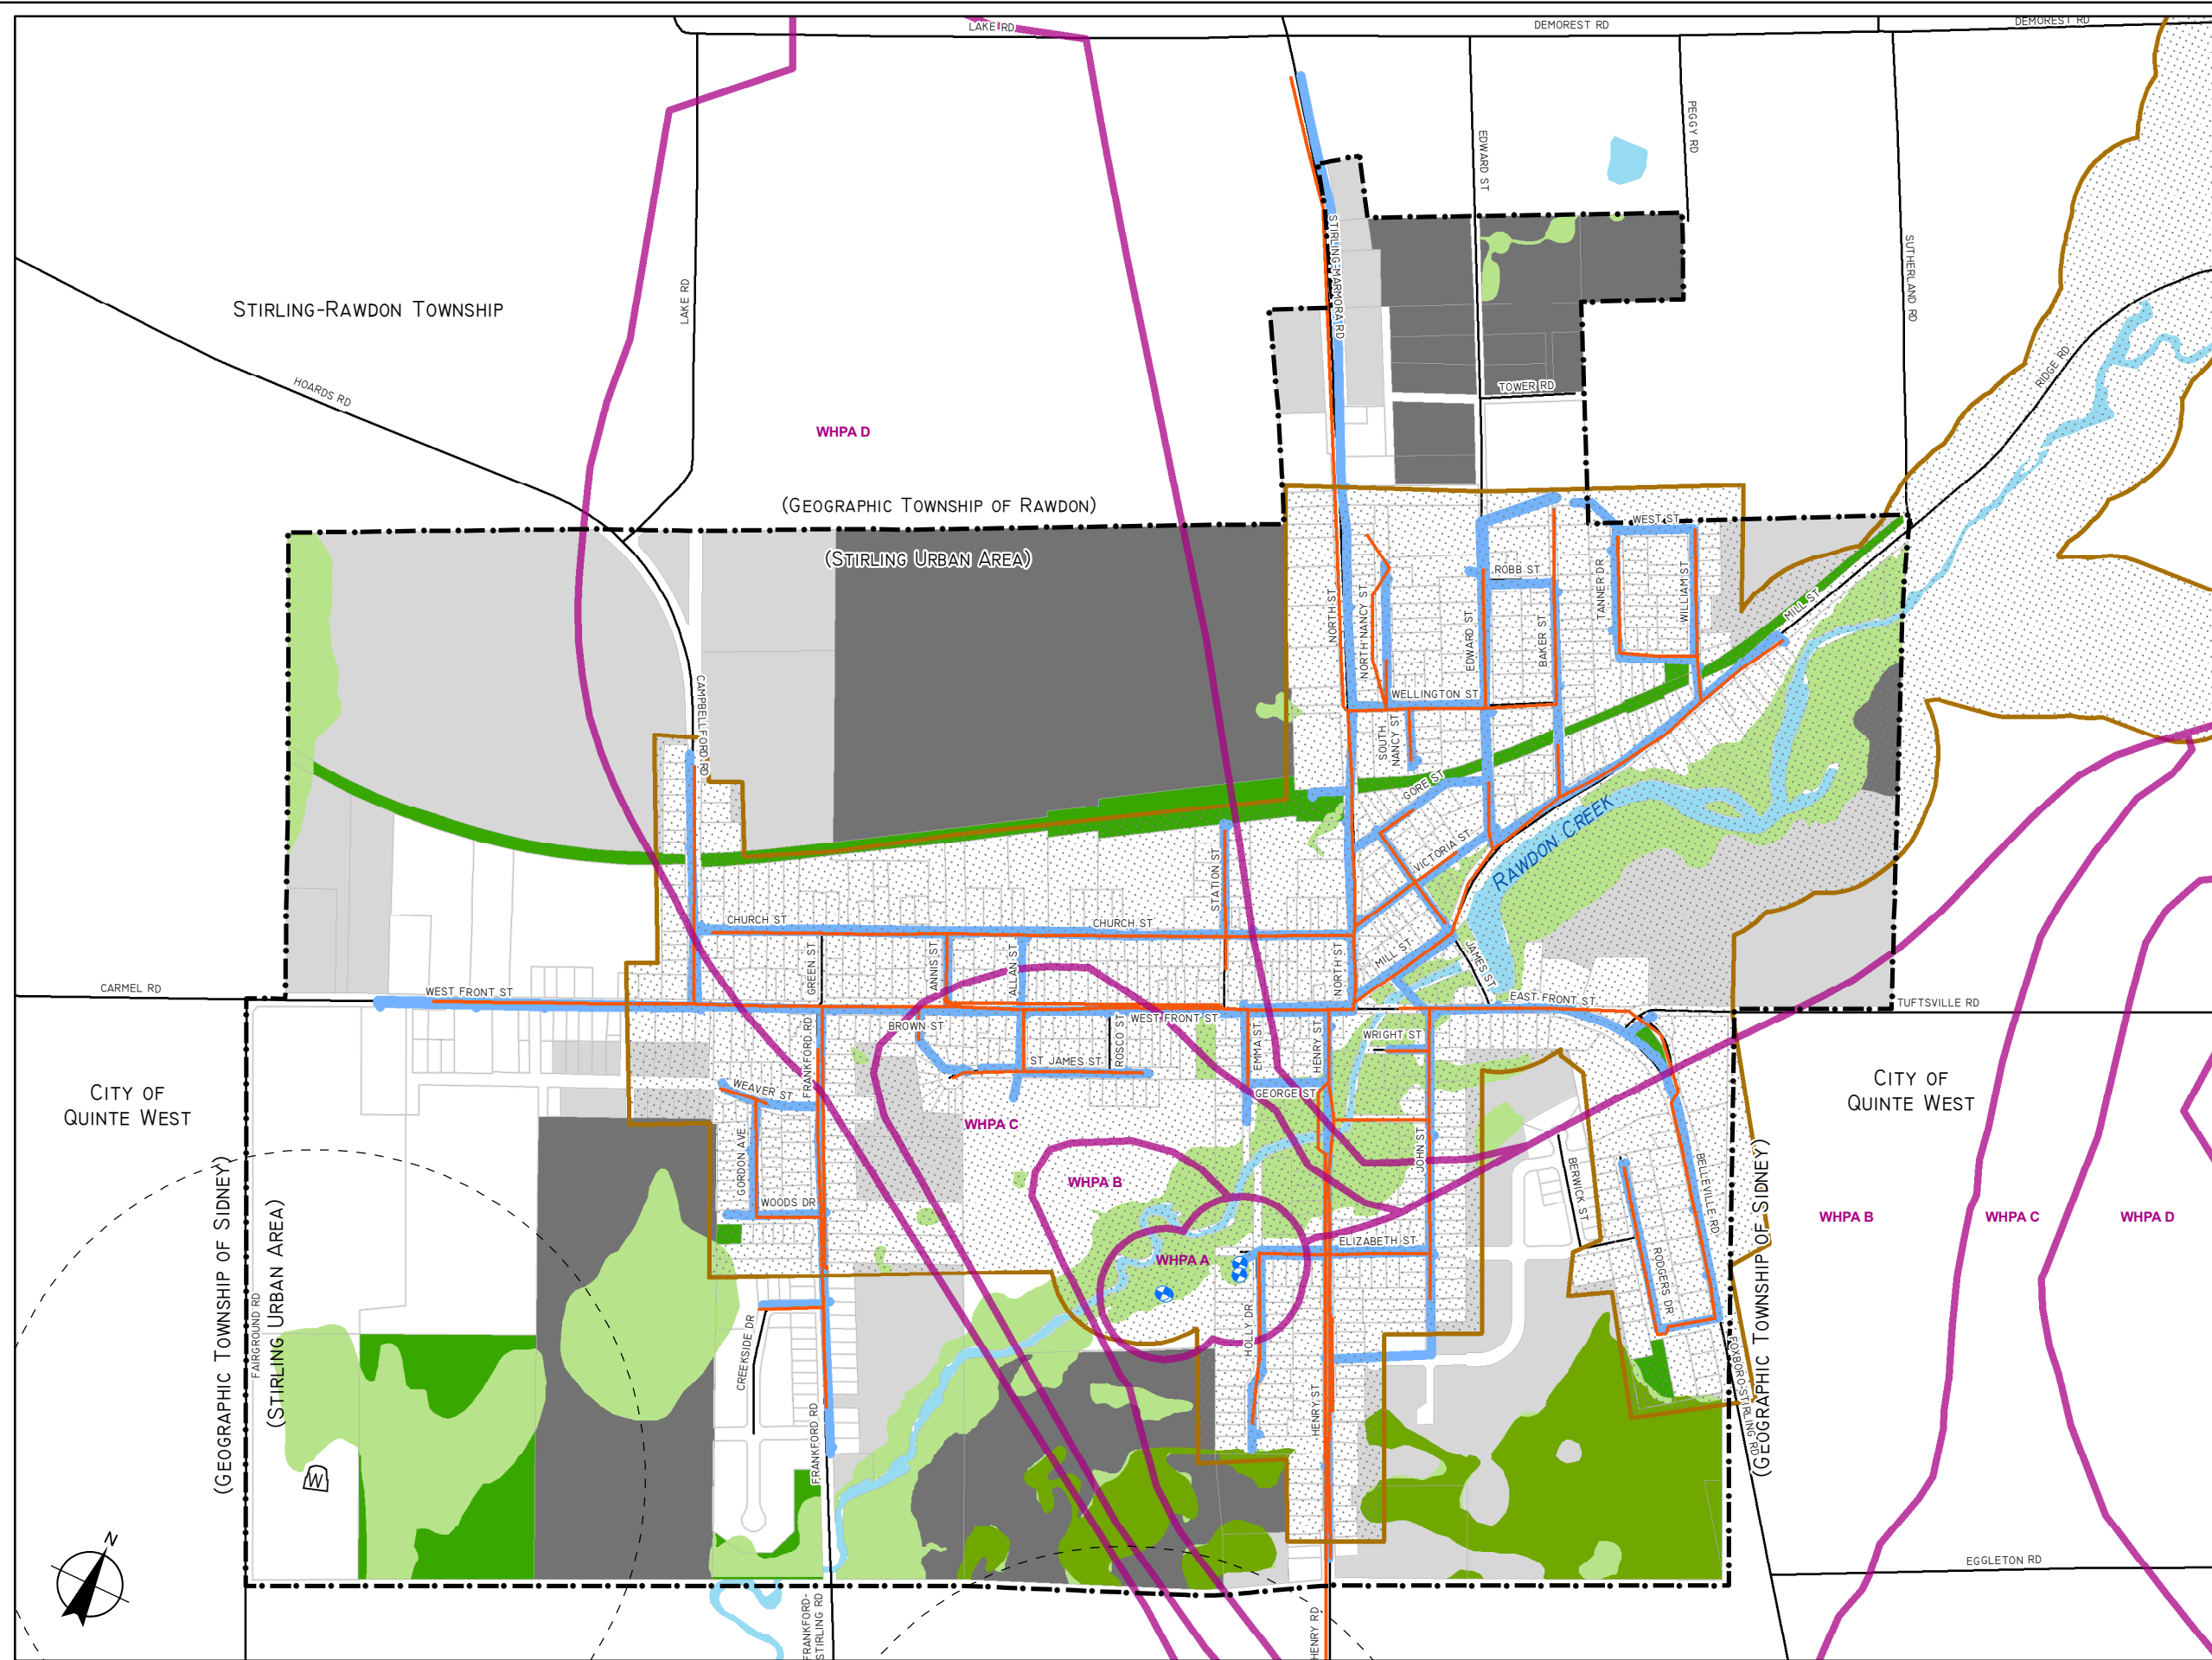 LAKE RD
DEMOREST RD
DEMOREST RD
PEGGY RD
EDWARD ST
SUTHERLAND RD
STIRLING-MARMORA RD
LAKE RD
STIRLING-RAWDON TOWNSHIP
HOARDS RD
RIDGE RD
TOWER RD
WHPA D
(GEOGRAPHIC TOWNSHIP OF RAWDON)
(STIRLING URBAN AREA)
WEST ST
ROBB ST
TANNER DR
WILLIAM ST
NORTH ST
NORTH NANCY ST
EDWARD ST
BAKER ST
MILL ST
WELLINGTON ST
CAMPBELLFORD RD
SOUTH
NANCY ST
GORE ST
VICTORIA ST
RAWDON CREEK
STATION ST
CHURCH ST
CHURCH ST
GREEN ST
ANNIS ST
ALLAN ST
NORTH ST
MILL ST
JAMES ST
CARMEL RD
WEST FRONT ST
EAST FRONT ST
TUFTSVILLE RD
BROWN ST
WEST FRONT ST
WRIGHT ST
FRANKFORD RD
ROSCO ST
EMMA ST
HENRY ST
ST JAMES ST
CITY OF
QUINTE WEST
CITY OF
QUINTE WEST
WEAVER ST
GEORGE ST
WHPA C
GORDON AVE
JOHN ST
BERWICK ST
BELLEVILLE RD
WHPA B
WOODS DR
WHPA B
WHPA C
WHPA D
(GEOGRAPHIC TOWNSHIP OF SIDNEY)
(STIRLING URBAN AREA)
FAIRGROUND RD
WHPA A
ELIZABETH ST
RODGERS DR
(GEOGRAPHIC TOWNSHIP OF SIDNEY)
HOLLY DR
CREEKSIDE DR
FOXBORO-STIRLING RD
FRANKFORD RD
HENRY ST
W
N
EGGLETON RD
FRANKFORD-
STIRLING RD
HENRY RD